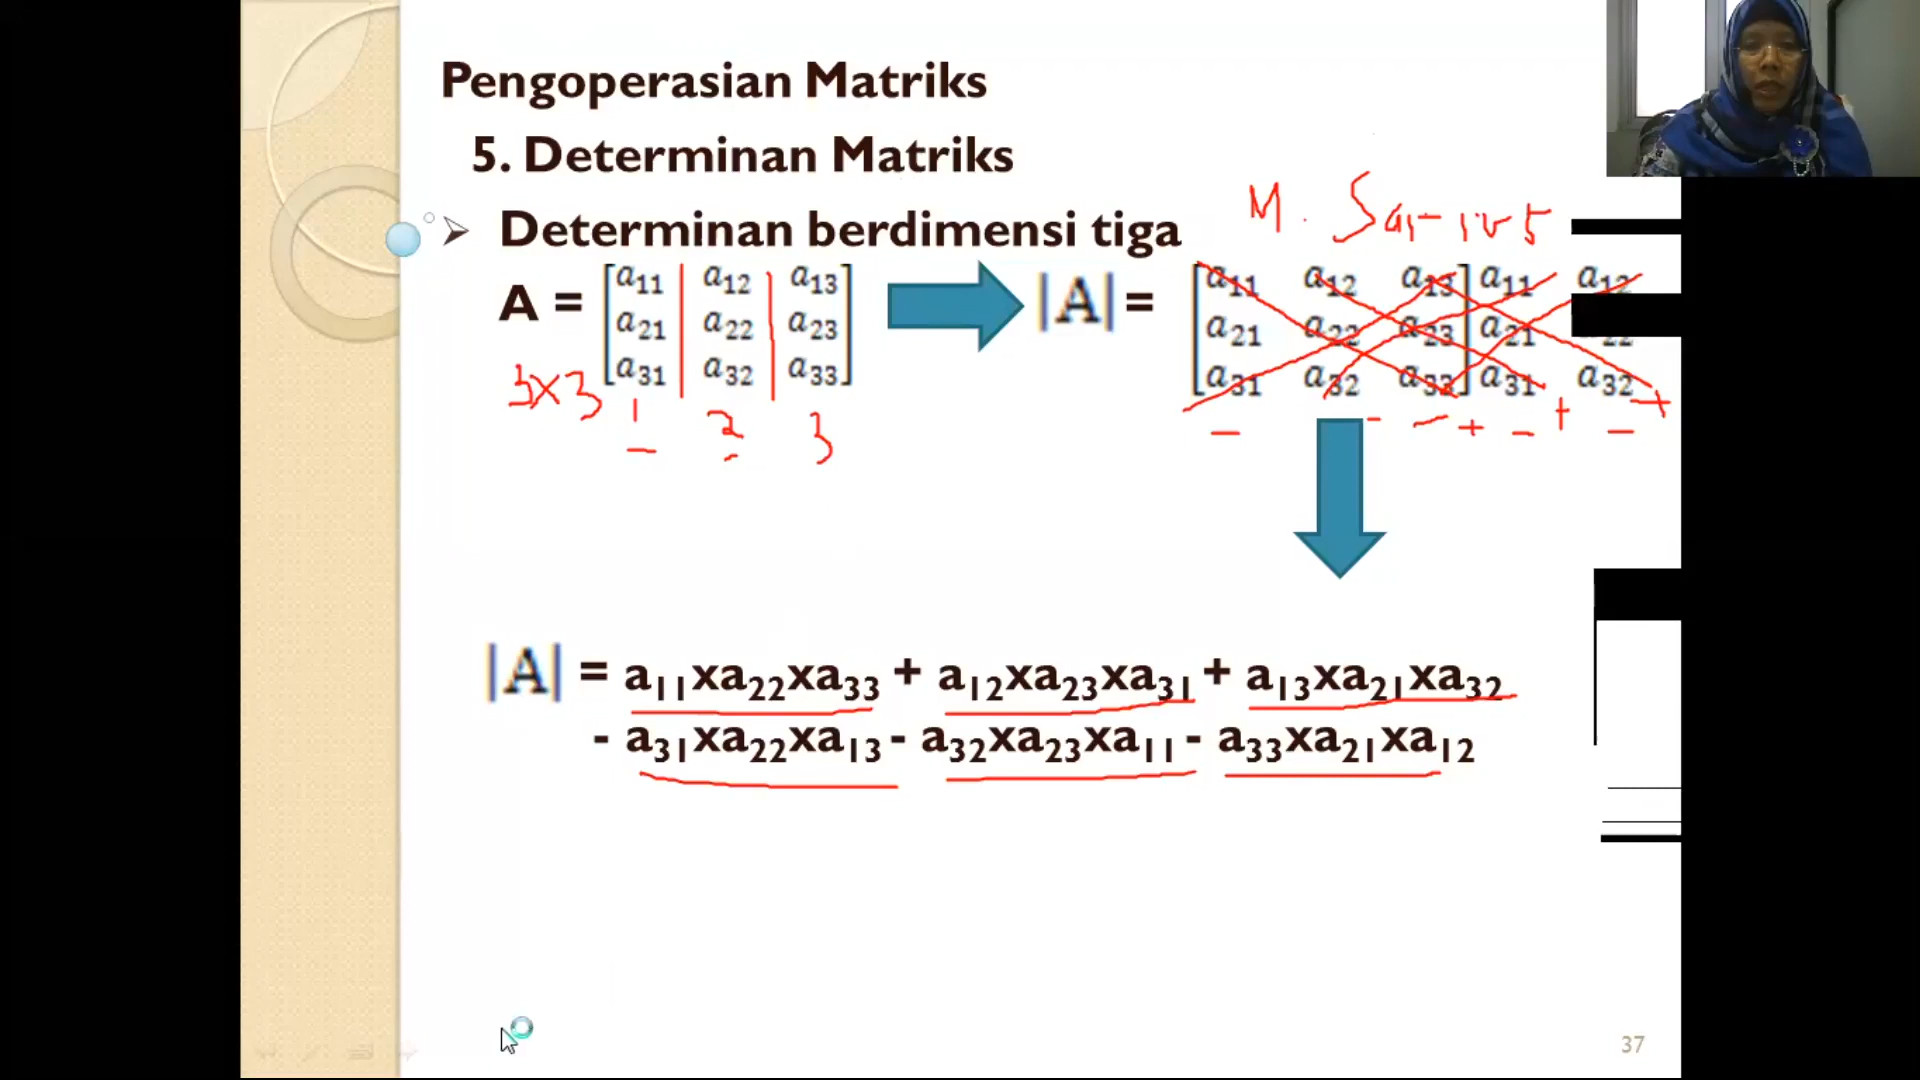 Pengoperasian Matriks
5. Determinan Matriks
➢ Determinan berdimensi tiga
M.
A = [a11 a12 a13] |A| = [a11 a12 a13] a11 a12
a21 a22 a23 a21 a22 a23 a21 22
a31 a32 a33 a31 a32 a33 a31 a32
3x3 1 2 3
- - - - - + - + - +
|A| = a11xa22xa33 + a12xa23xa31 + a13xa21xa32
- a31xa22xa13 - a32xa23xa11 - a33xa21xa12
37